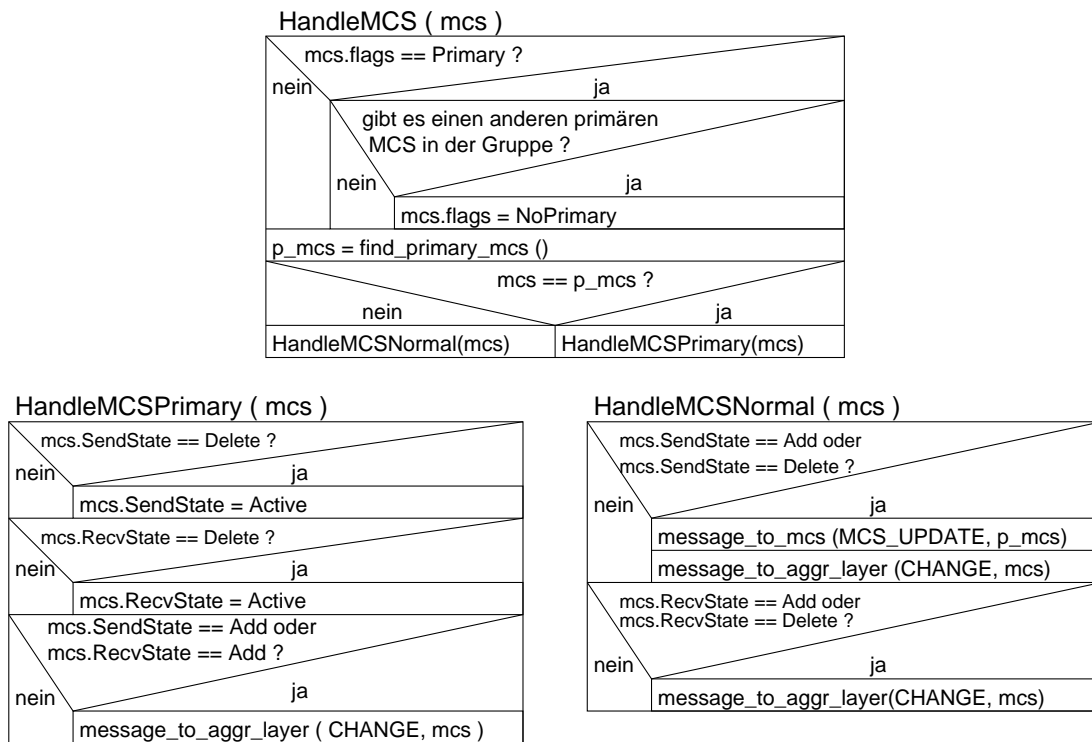 HandleMCS ( mcs )
mcs.flags == Primary ?
nein
ja
gibt es einen anderen primären
MCS in der Gruppe ?
nein
ja
mcs.flags = NoPrimary
p_mcs = find_primary_mcs ()
mcs == p_mcs ?
nein
ja
HandleMCSNormal(mcs)
HandleMCSPrimary(mcs)
HandleMCSPrimary ( mcs )
mcs.SendState == Delete ?
nein
ja
mcs.SendState = Active
mcs.RecvState == Delete ?
nein
ja
mcs.RecvState = Active
mcs.SendState == Add oder
mcs.RecvState == Add ?
nein
ja
message_to_aggr_layer ( CHANGE, mcs )
HandleMCSNormal ( mcs )
mcs.SendState == Add oder
mcs.SendState == Delete ?
nein
ja
message_to_mcs (MCS_UPDATE, p_mcs)
message_to_aggr_layer (CHANGE, mcs)
mcs.RecvState == Add oder
mcs.RecvState == Delete ?
nein
ja
message_to_aggr_layer(CHANGE, mcs)